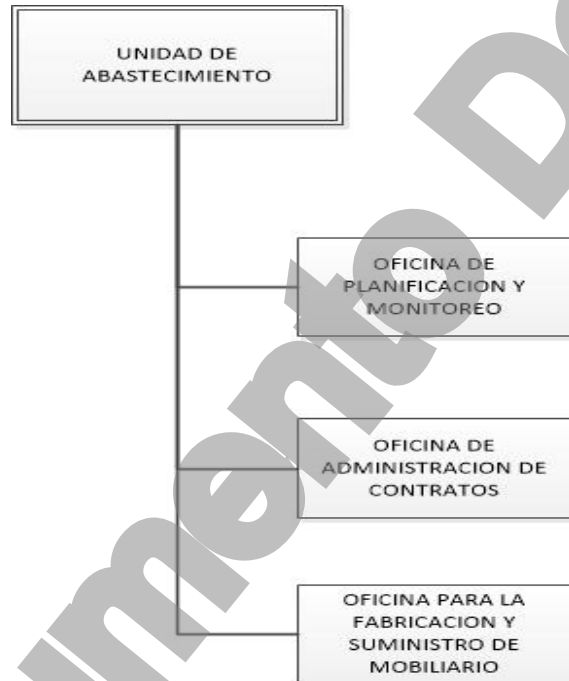 UNIDAD DE
ABASTECIMIENTO
OFICINA DE
PLANIFICACION Y
MONITOREO
OFICINA DE
ADMINISTRACION DE
CONTRATOS
OFICINA PARA LA
FABRICACION Y
SUMINISTRO DE
MOBILIARIO
umento D